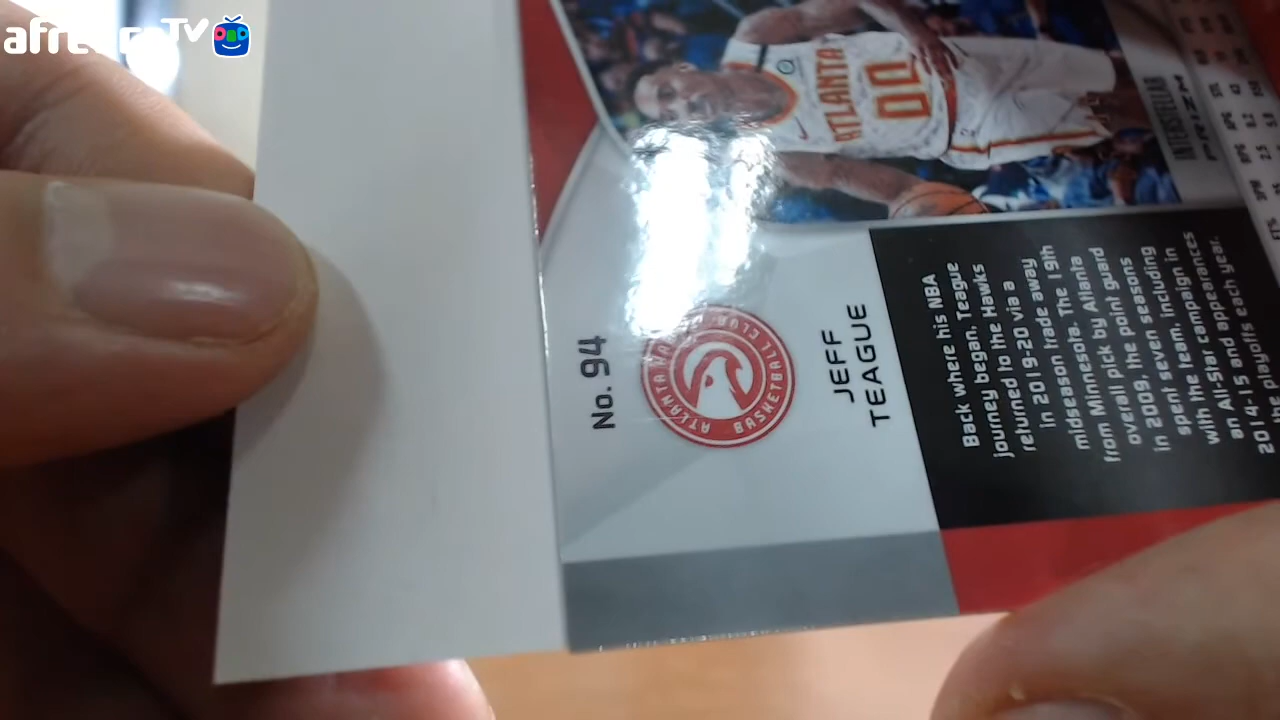 afreecaTV
No. 94
ATLANTA HAWKS
BASKETBALL CLUB
JEFF
TEAGUE
Back where his NBA
journey began, Teague
returned to the Hawks
in 2019-20 via a
midseason trade away
from Minnesota. The 19th
overall pick by Atlanta
in 2009, the point guard
spent seven seasons
with the team, including
an All-Star campaign in
2014-15 and appearances
the playoffs each year.
ATLANTA
00
INTERSTELLAR
PRIZM